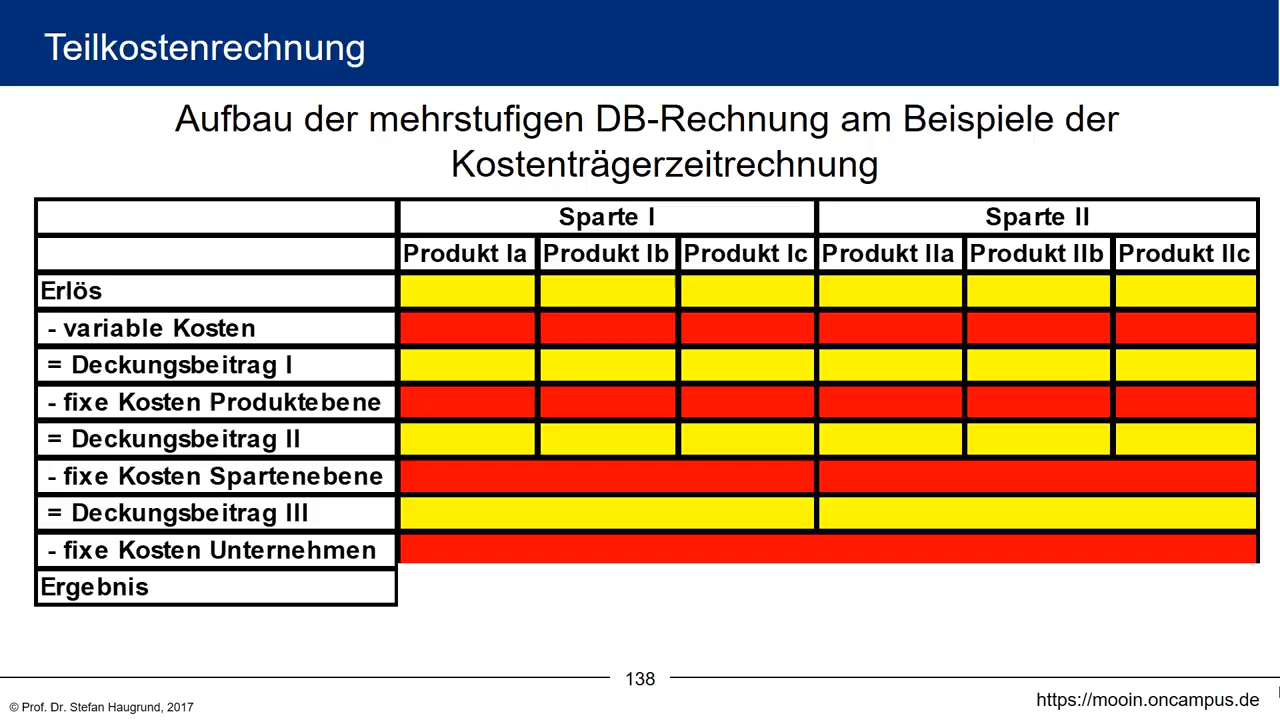 Teilkostenrechnung
Aufbau der mehrstufigen DB-Rechnung am Beispiele der
Kostenträgerzeitrechnung
Sparte I Sparte II
Produkt Ia Produkt Ib Produkt Ic Produkt IIa Produkt IIb Produkt IIc
Erlös
- variable Kosten
= Deckungsbeitrag I
- fixe Kosten Produktebene
= Deckungsbeitrag II
- fixe Kosten Spartenebene
= Deckungsbeitrag III
- fixe Kosten Unternehmen
Ergebnis
138
© Prof. Dr. Stefan Haugrund, 2017
https://mooin.oncampus.de